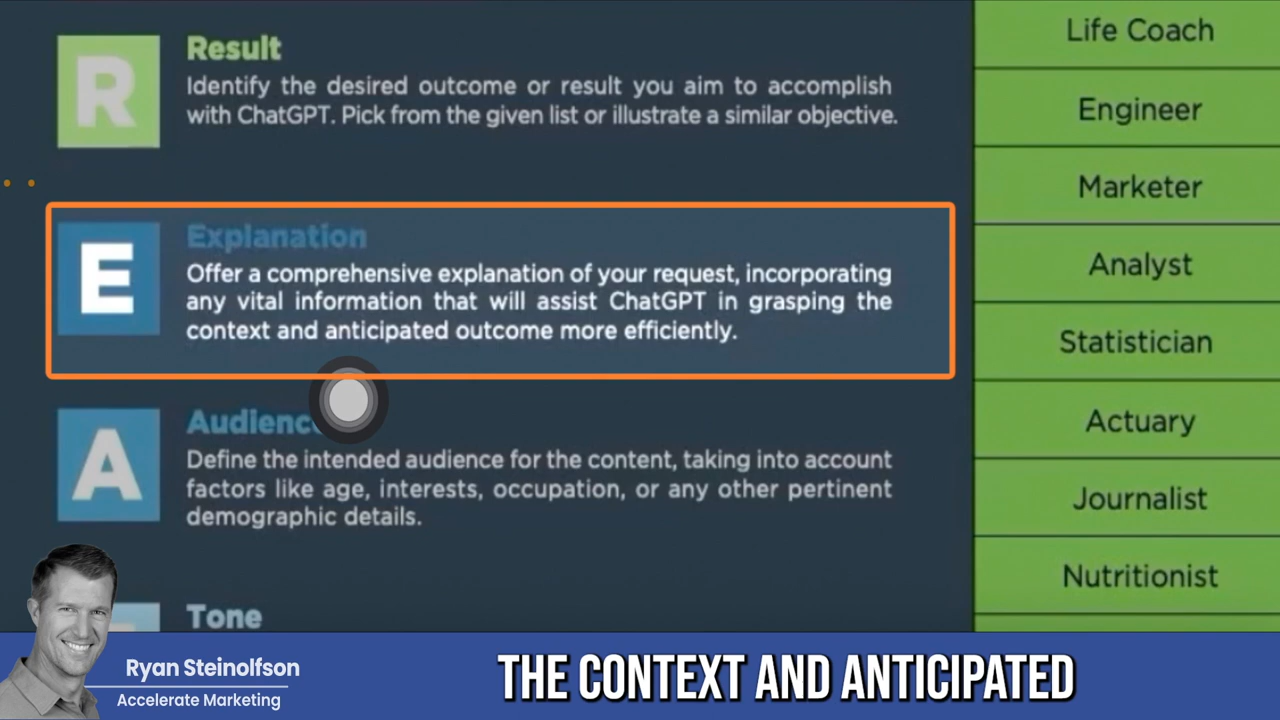 R
Result
Identify the desired outcome or result you aim to accomplish
with ChatGPT. Pick from the given list or illustrate a similar objective.
E
Explanation
Offer a comprehensive explanation of your request, incorporating
any vital information that will assist ChatGPT in grasping the
context and anticipated outcome more efficiently.
A
Audienc
Define the intended audience for the content, taking into account
factors like age, interests, occupation, or any other pertinent
demographic details.
Tone
Life Coach
Engineer
Marketer
Analyst
Statistician
Actuary
Journalist
Nutritionist
Ryan Steinolfson
Accelerate Marketing
THE CONTEXT AND ANTICIPATED